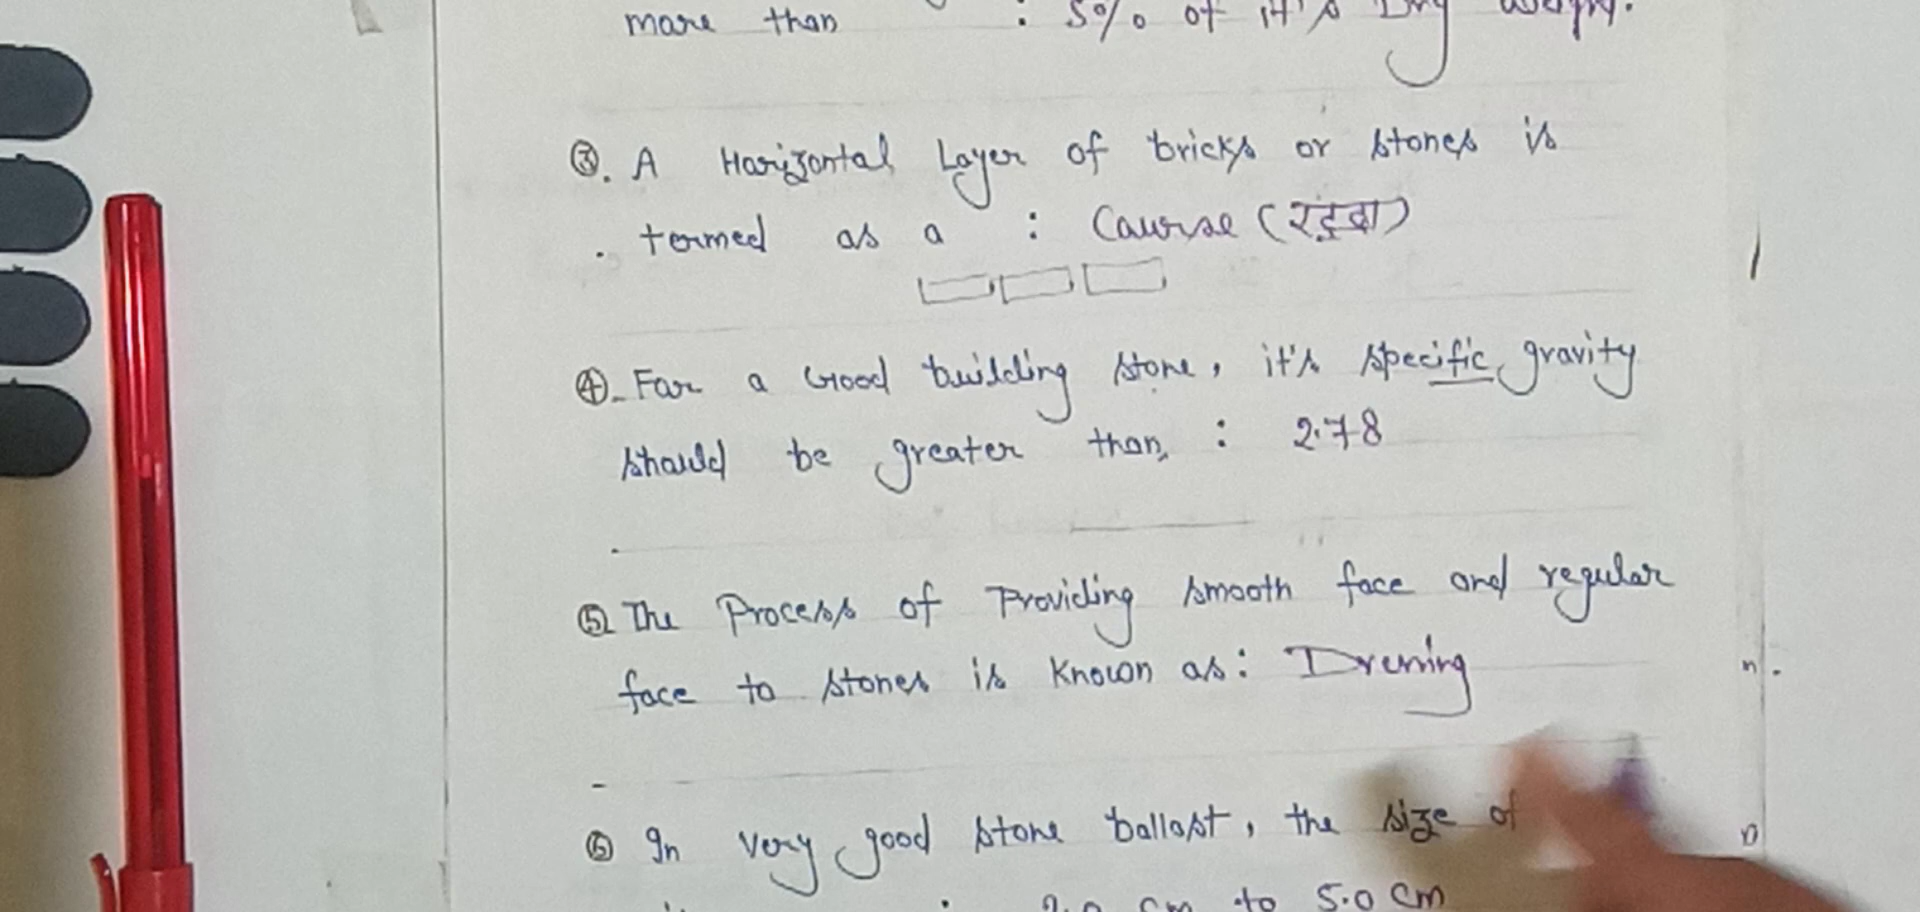 more than : 5% of it's Dry weight.
③. A Horizontal Layer of bricks or stones is
termed as a : Course (रद्दा)
④. For a Good building stone, it's specific gravity
should be greater than, : 2.78
⑤ The Process of Providing smooth face and regular
face to stones is known as: Dressing
⑥ In very good stone ballast, the size of
cm to 5.0 cm